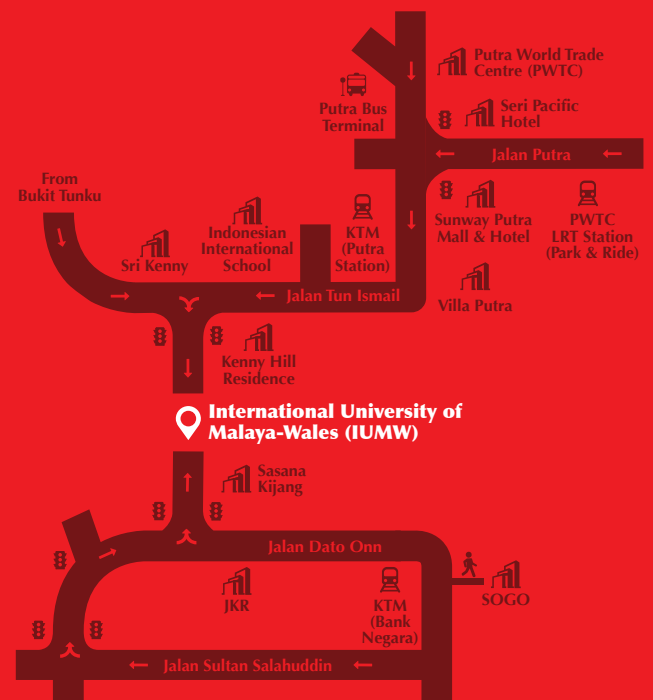 Putra World Trade
Centre (PWTC)
Putra Bus
Terminal
Seri Pacific
Hotel
Jalan Putra
From
Bukit Tunku
Sri Kenny
Indonesian
International
School
KTM
(Putra
Station)
Sunway Putra
Mall & Hotel
PWTC
LRT Station
(Park & Ride)
Jalan Tun Ismail
Villa Putra
Kenny Hill
Residence
International University of
Malaya-Wales (IUMW)
Sasana
Kijang
Jalan Dato Onn
JKR
KTM
(Bank
Negara)
SOGO
Jalan Sultan Salahuddin